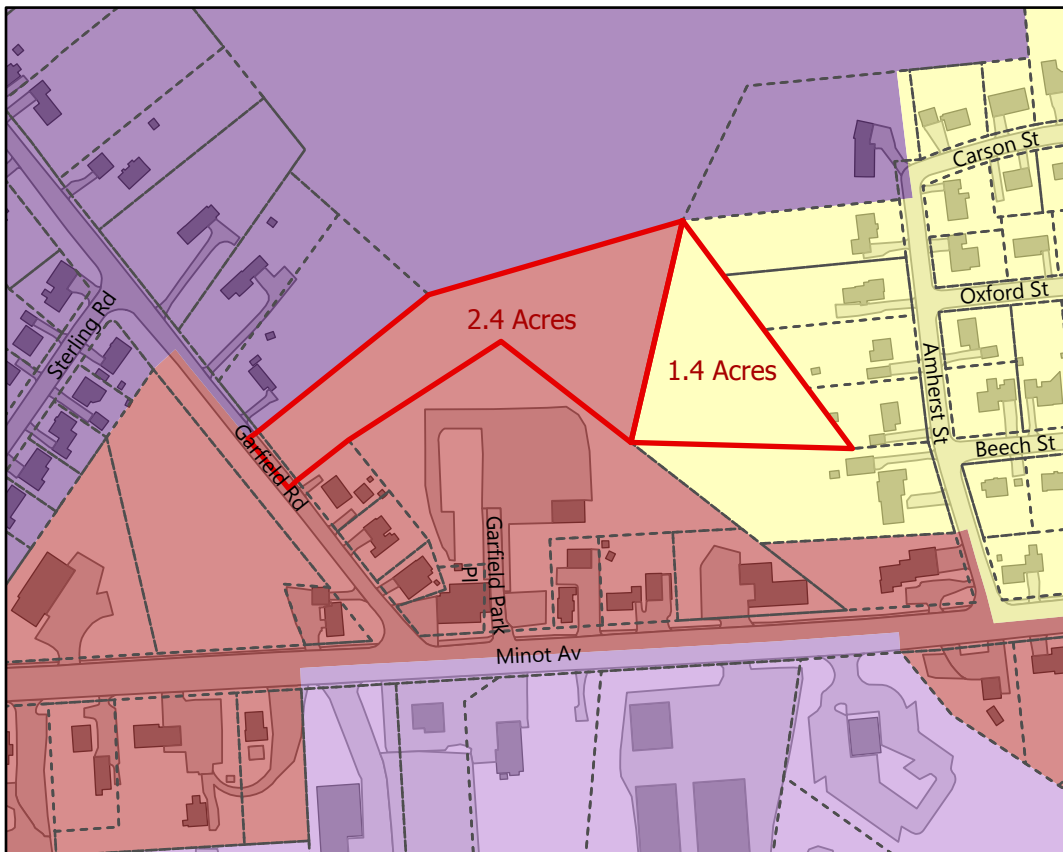 Carson St
Oxford St
2.4 Acres
Sterling Rd
1.4 Acres
Amherst St
Beech St
Garfield Rd
Garfield Park
Pl
Minot Av